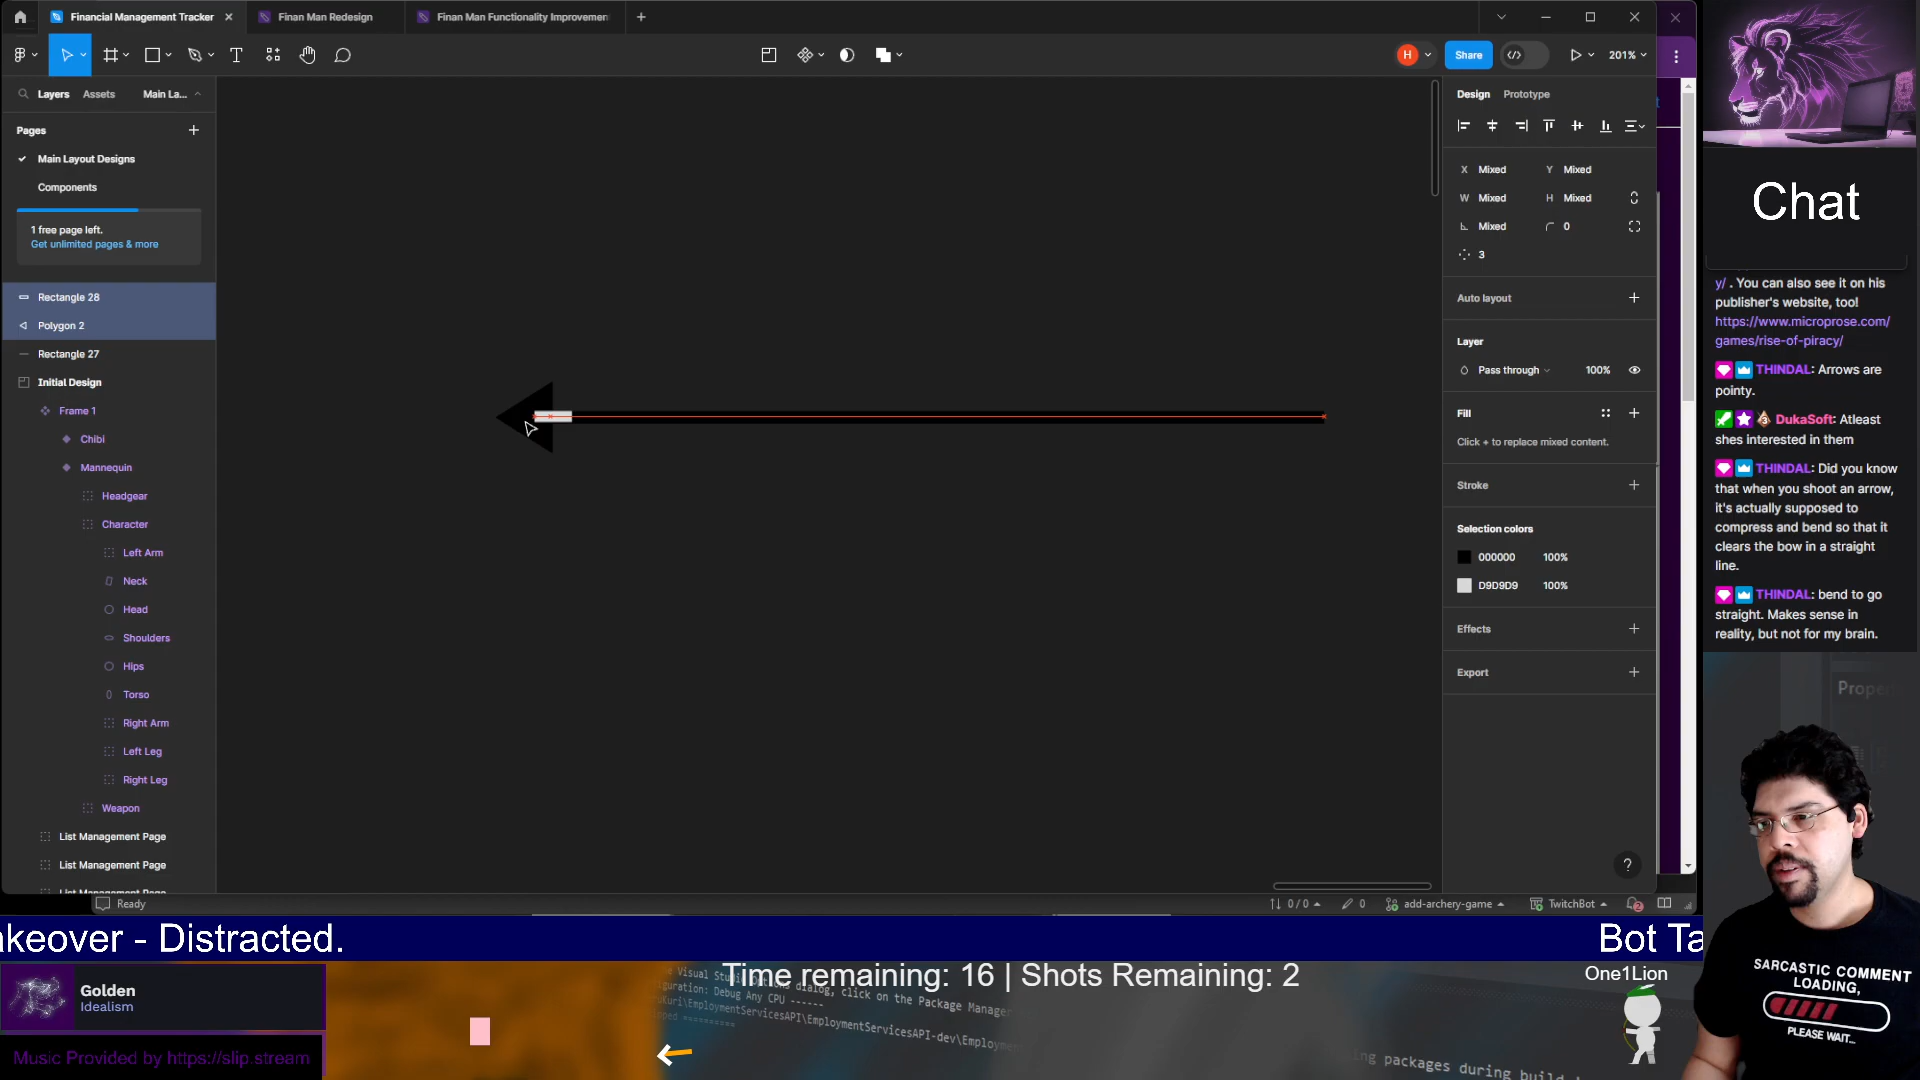 Financial Management Tracker
Finan Man Redesign
Finan Man Functionality Improvemen
Share
201%
Layers
Assets
Main La...
Pages
Main Layout Designs
Components
1 free page left.
Get unlimited pages & more
Rectangle 28
Polygon 2
Rectangle 27
Initial Design
Frame 1
Chibi
Mannequin
Headgear
Character
Left Arm
Neck
Head
Shoulders
Hips
Torso
Right Arm
Left Leg
Right Leg
Weapon
List Management Page
List Management Page
Design
Prototype
X Mixed
Y Mixed
W Mixed
H Mixed
Mixed
0
3
Auto layout
Layer
Pass through
100%
Fill
Click + to replace mixed content.
Stroke
Selection colors
000000 100%
D9D9D9 100%
Effects
Export
?
Ready
0 / 0
0
add-archery-game
TwitchBot
2
Chat
y/ . You can also see it on his
publisher's website, too!
https://www.microprose.com/
games/rise-of-piracy/
THINDAL: Arrows are
pointy.
DukaSoft: Atleast
shes interested in them
THINDAL: Did you know
that when you shoot an arrow,
it's actually supposed to
compress and bend so that it
clears the bow in a straight
line.
THINDAL: bend to go
straight. Makes sense in
reality, but not for my brain.
akeover - Distracted.
Bot Ta
Golden
Idealism
Music Provided by https://slip.stream
Time remaining: 16 | Shots Remaining: 2
One1Lion
SARCASTIC COMMENT
LOADING,
PLEASE WAIT...